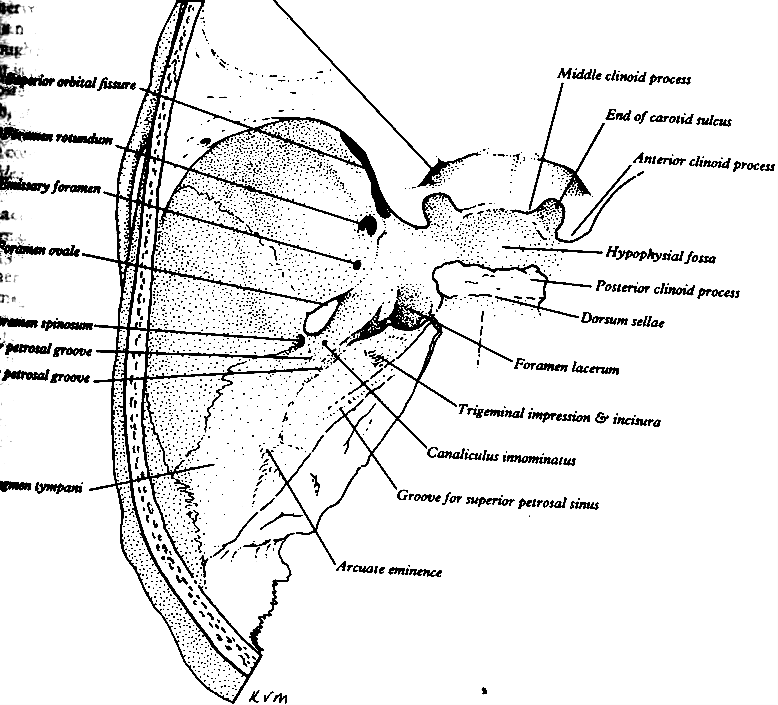 Superior orbital fissure
Foramen rotundum
Emissary foramen
Foramen ovale
Foramen spinosum
petrosal groove
petrosal groove
Tegmen tympani
Middle clinoid process
End of carotid sulcus
Anterior clinoid process
Hypophysial fossa
Posterior clinoid process
Dorsum sellae
Foramen lacerum
Trigeminal impression & incisura
Canaliculus innominatus
Groove for superior petrosal sinus
Arcuate eminence
KVM